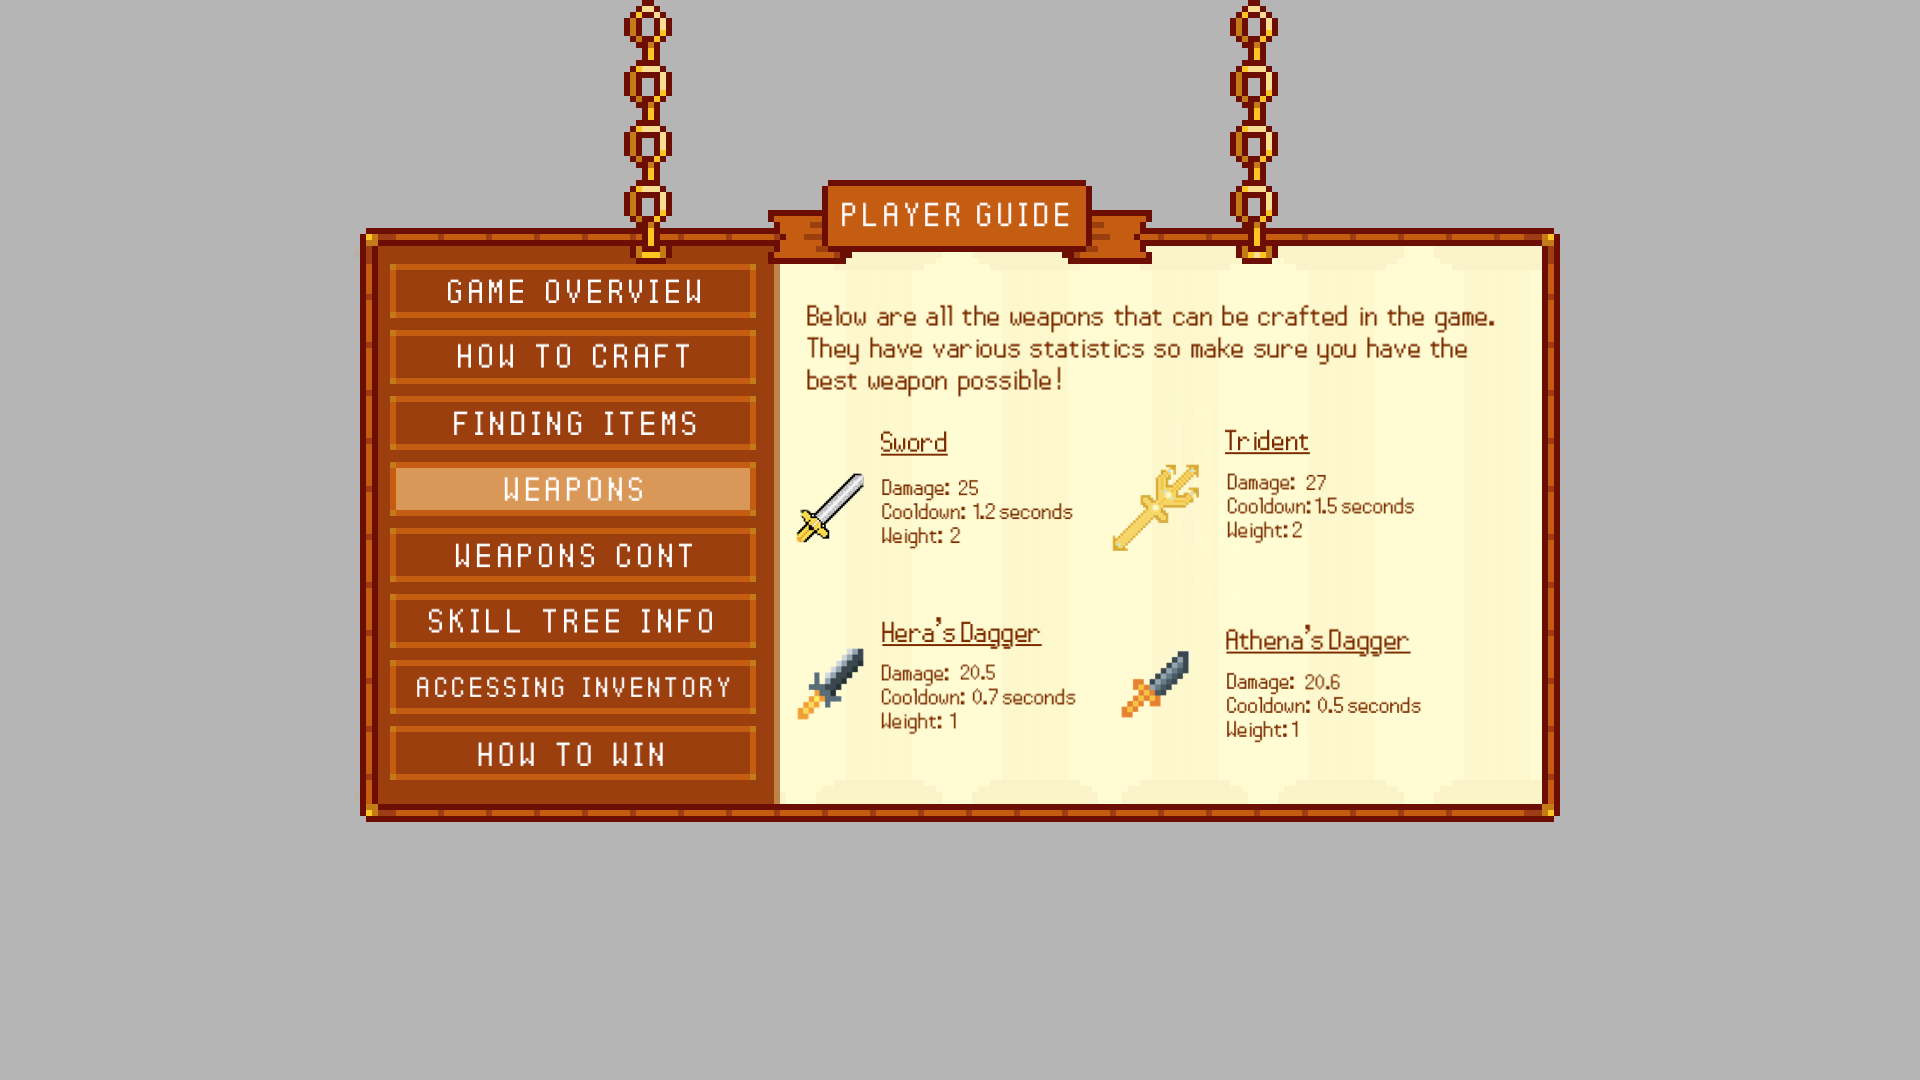 PLAYER GUIDE
GAME OVERVIEW
HOW TO CRAFT
FINDING ITEMS
WEAPONS
WEAPONS CONT
SKILL TREE INFO
ACCESSING INVENTORY
HOW TO WIN
Below are all the weapons that can be crafted in the game.
They have various statistics so make sure you have the
best weapon possible!
Sword
Damage: 25
Cooldown: 1.2 seconds
Weight: 2
Trident
Damage: 27
Cooldown: 1.5 seconds
Weight: 2
Hera's Dagger
Damage: 20.5
Cooldown: 0.7 seconds
Weight: 1
Athena's Dagger
Damage: 20.6
Cooldown: 0.5 seconds
Weight: 1